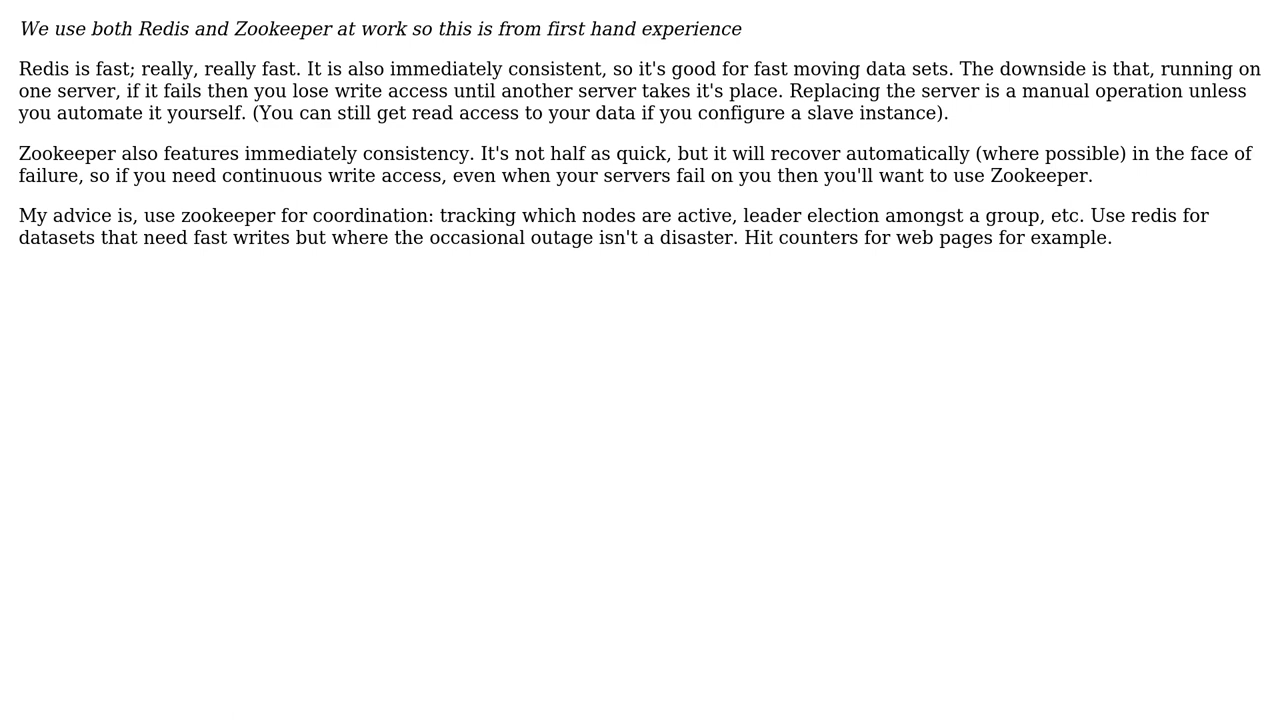 We use both Redis and Zookeeper at work so this is from first hand experience
Redis is fast; really, really fast. It is also immediately consistent, so it's good for fast moving data sets. The downside is that, running on
one server, if it fails then you lose write access until another server takes it's place. Replacing the server is a manual operation unless
you automate it yourself. (You can still get read access to your data if you configure a slave instance).
Zookeeper also features immediately consistency. It's not half as quick, but it will recover automatically (where possible) in the face of
failure, so if you need continuous write access, even when your servers fail on you then you'll want to use Zookeeper.
My advice is, use zookeeper for coordination: tracking which nodes are active, leader election amongst a group, etc. Use redis for
datasets that need fast writes but where the occasional outage isn't a disaster. Hit counters for web pages for example.